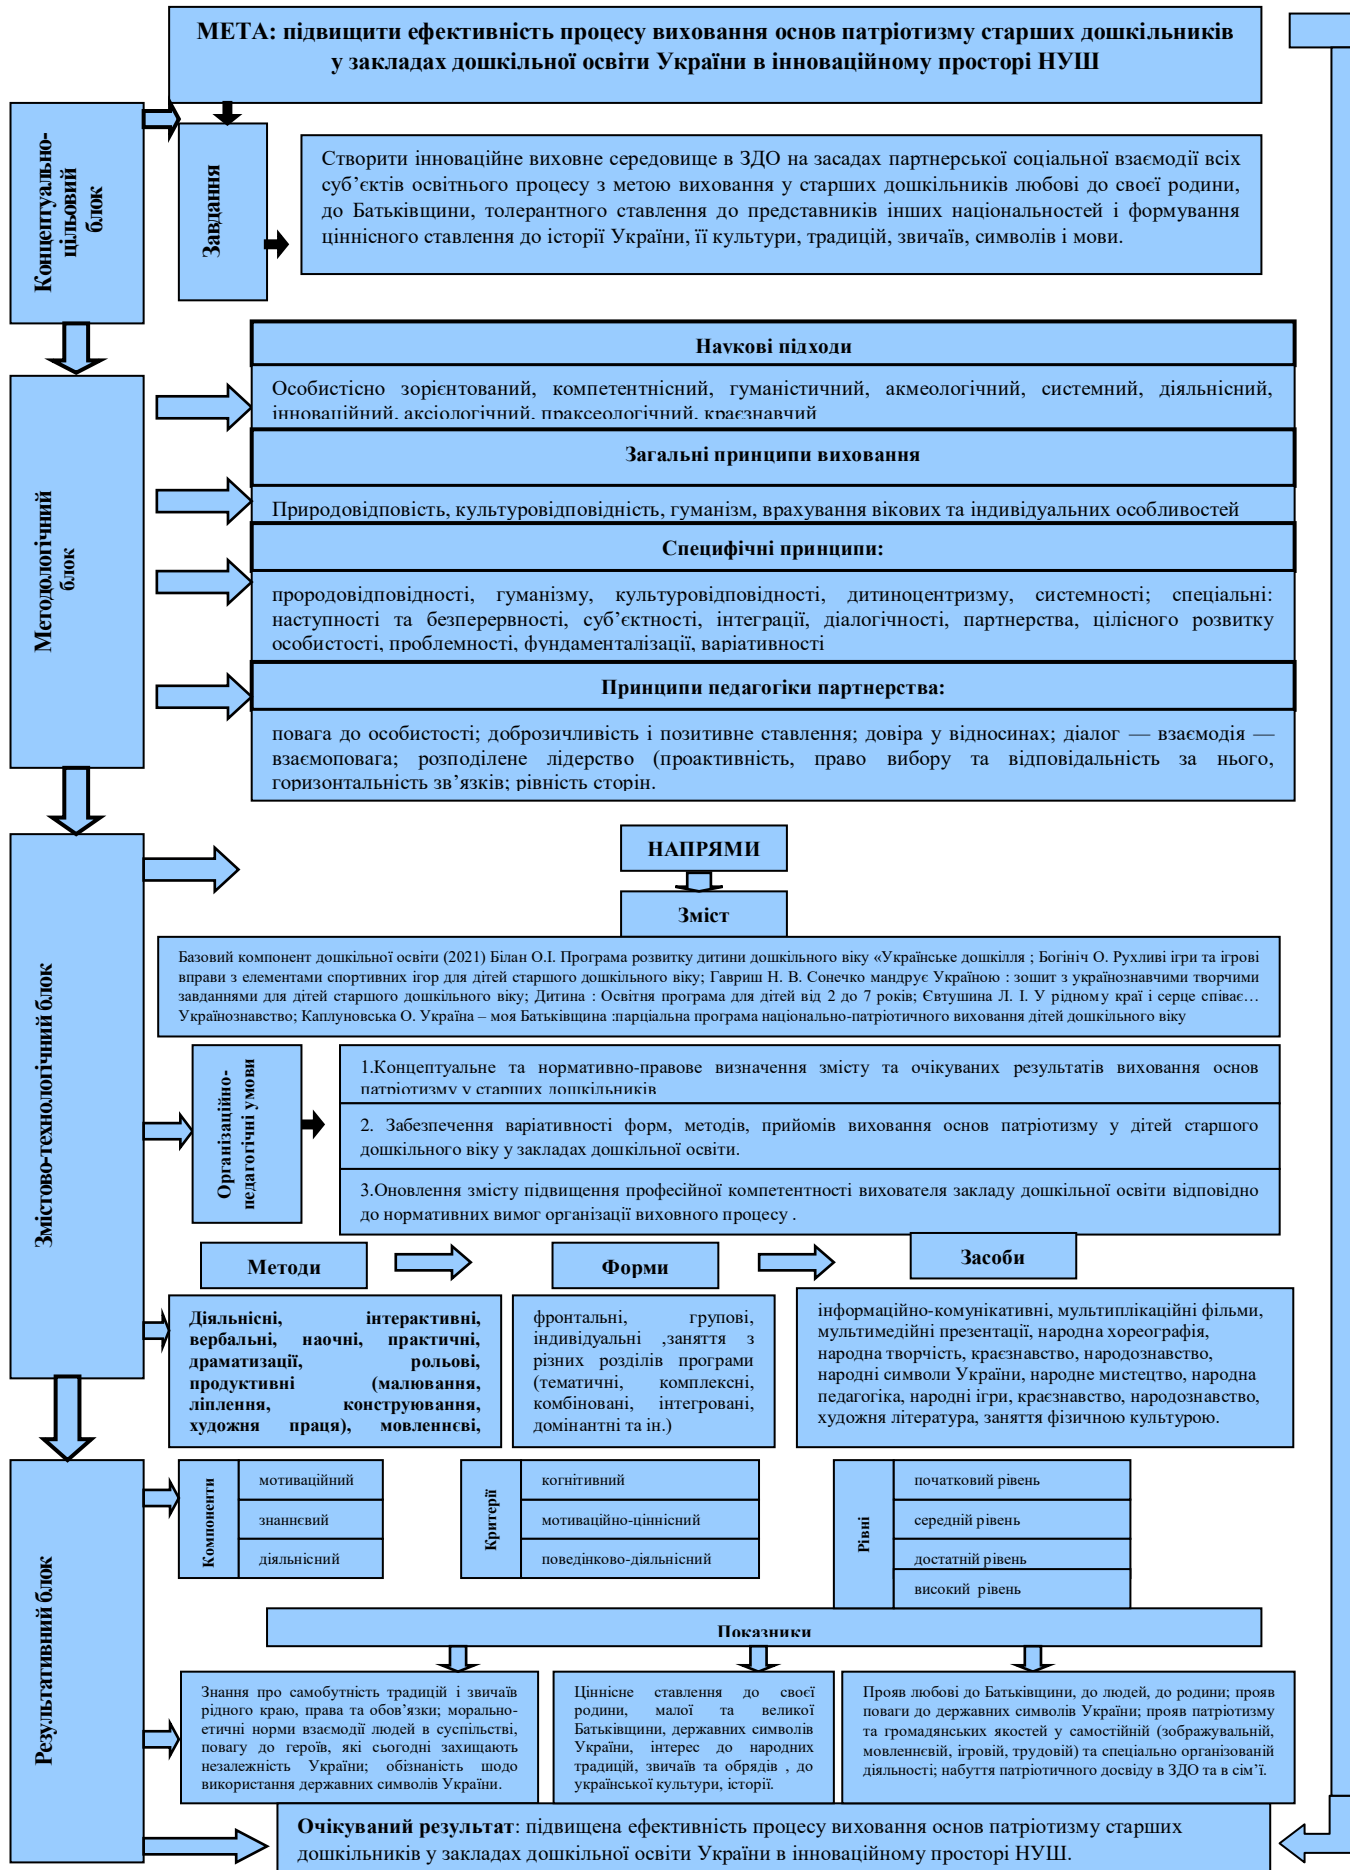 МЕТА: підвищити ефективність процесу виховання основ патріотизму старших дошкільників
у закладах дошкільної освіти України в інноваційному просторі НУШ
Концептуально-
цільовий
блок
Завдання
Створити інноваційне виховне середовище в ЗДО на засадах партнерської соціальної взаємодії всіх
суб’єктів освітнього процесу з метою виховання у старших дошкільників любові до своєї родини,
до Батьківщини, толерантного ставлення до представників інших національностей і формування
ціннісного ставлення до історії України, її культури, традицій, звичаїв, символів і мови.
Методологічний
блок
Наукові підходи
Особистісно зорієнтований, компетентнісний, гуманістичний, акмеологічний, системний, діяльнісний,
інноваційний, аксіологічний, праксеологічний, краєзнавчий
Загальні принципи виховання
Природовідповість, культуровідповідність, гуманізм, врахування вікових та індивідуальних особливостей
Специфічні принципи:
прородовідповідності, гуманізму, культуровідповідності, дитиноцентризму, системності; спеціальні:
наступності та безперервності, суб’єктності, інтеграції, діалогічності, партнерства, цілісного розвитку
особистості, проблемності, фундаменталізації, варіативності
Принципи педагогіки партнерства:
повага до особистості; доброзичливість і позитивне ставлення; довіра у відносинах; діалог — взаємодія —
взаємоповага; розподілене лідерство (проактивність, право вибору та відповідальність за нього,
горизонтальність зв’язків; рівність сторін.
Змістово-технологічний блок
НАПРЯМИ
Зміст
Базовий компонент дошкільної освіти (2021) Білан О.І. Програма розвитку дитини дошкільного віку «Українське дошкілля ; Богініч О. Рухливі ігри та ігрові
вправи з елементами спортивних ігор для дітей старшого дошкільного віку; Гавриш Н. В. Сонечко мандрує Україною : зошит з українознавчими творчими
завданнями для дітей старшого дошкільного віку; Дитина : Освітня програма для дітей від 2 до 7 років; Євтушина Л. І. У рідному краї і серце співає…
Українознавство; Каплуновська О. Україна – моя Батьківщина :парціальна програма національно-патріотичного виховання дітей дошкільного віку
Організаційно-
педагогічні умови
1.Концептуальне та нормативно-правове визначення змісту та очікуваних результатів виховання основ
патріотизму у старших дошкільників
2. Забезпечення варіативності форм, методів, прийомів виховання основ патріотизму у дітей старшого
дошкільного віку у закладах дошкільної освіти.
3.Оновлення змісту підвищення професійної компетентності вихователя закладу дошкільної освіти відповідно
до нормативних вимог організації виховного процесу .
Методи
Форми
Засоби
Діяльнісні, інтерактивні,
вербальні, наочні, практичні,
драматизації, рольові,
продуктивні (малювання,
ліплення, конструювання,
художня праця), мовленнєві,
фронтальні, групові,
індивідуальні ,заняття з
різних розділів програми
(тематичні, комплексні,
комбіновані, інтегровані,
домінантні та ін.)
інформаційно-комунікативні, мультиплікаційні фільми,
мультимедійні презентації, народна хореографія,
народна творчість, краєзнавство, народознавство,
народні символи України, народне мистецтво, народна
педагогіка, народні ігри, краєзнавство, народознавство,
художня література, заняття фізичною культурою.
Результативний блок
Компоненти
мотиваційний
знаннєвий
діяльнісний
Критерії
когнітивний
мотиваційно-ціннісний
поведінково-діяльнісний
Рівні
початковий рівень
середній рівень
достатній рівень
високий рівень
Показники
Знання про самобутність традицій і звичаїв
рідного краю, права та обов’язки; морально-
етичні норми взаємодії людей в суспільстві,
повагу до героїв, які сьогодні захищають
незалежність України; обізнаність щодо
використання державних символів України.
Ціннісне ставлення до своєї
родини, малої та великої
Батьківщини, державних символів
України, інтерес до народних
традицій, звичаїв та обрядів , до
української культури, історії.
Прояв любові до Батьківщини, до людей, до родини; прояв
поваги до державних символів України; прояв патріотизму
та громадянських якостей у самостійній (зображувальній,
мовленнєвій, ігровій, трудовій) та спеціально організованій
діяльності; набуття патріотичного досвіду в ЗДО та в сім’ї.
Очікуваний результат: підвищена ефективність процесу виховання основ патріотизму старших
дошкільників у закладах дошкільної освіти України в інноваційному просторі НУШ.